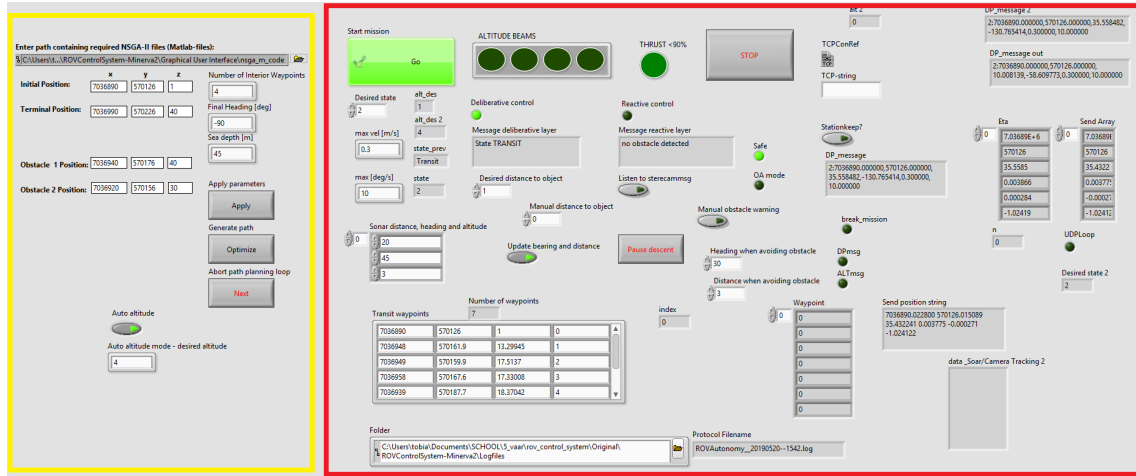 Enter path containing required NSGA-II files (Matlab-files):
C:\Users\t...\ROVControlSystem-Minerva2\Graphical User Interface\nsga_m_code
x y z
Initial Position: 7036890 570126 1
Terminal Position: 7036990 570226 40
Obstacle 1 Position: 7036940 570176 40
Obstacle 2 Position: 7036920 570156 30
Number of Interior Waypoints
4
Final Heading [deg]
-90
Sea depth [m]
45
Apply parameters
Apply
Generate path
Optimize
Abort path planning loop
Next
Auto altitude
Auto altitude mode - desired altitude
4
Start mission
Go
ALTITUDE BEAMS
THRUST <90%
STOP
alt 2
0
TCPConRef
TCP
TCP-string
DP_message 2
2:7036890.000000,570126.000000,35.558482,
-130.765414,0.300000,10.000000
DP_message out
2:7036890.000000,570126.000000,
10.008139,-58.609773,0.300000,10.000000
Desired state
2
alt_des
1
alt_des 2
4
max vel [m/s]
0.3
state_prev
Transit
max [deg/s]
10
state
2
Deliberative control
Message deliberative layer
State TRANSIT
Reactive control
Message reactive layer
no obstacle detected
Safe
OA mode
Desired distance to object
1
Listen to sterecammsg
Manual distance to object
0
Manual obstacle warning
Stationkeep?
DP_message
2:7036890.000000,570126.000000,
35.558482,-130.765414,0.300000,
10.000000
Eta
0
7.03689E+6
570126
35.5585
0.003866
0.000284
-1.02419
Send Array
0
570126
35.4322
n
0
UDPLoop
break_mission
DPmsg
ALTmsg
Desired state 2
2
Sonar distance, heading and altitude
0
20
45
3
Update bearing and distance
Pause descent
Heading when avoiding obstacle
30
Distance when avoiding obstacle
3
Number of waypoints
7
index
0
Transit waypoints
7036890 570126 1 0
7036948 570161.9 13.29945 1
7036949 570159.9 17.5137 2
7036958 570167.6 17.33008 3
7036939 570187.7 18.37042 4
Waypoint
0
0
0
0
0
0
0
0
Send position string
7036890.022800 570126.015089
35.432241 0.003775 -0.000271
-1.024122
data _Soar/Camera Tracking 2
Folder
C:\Users\tobia\Documents\SCHOOL\5_vaar\rov_control_system\Original\
ROVControlSystem-Minerva2\Logfiles
Protocol Filename
ROVAutonomy__20190520--1542.log